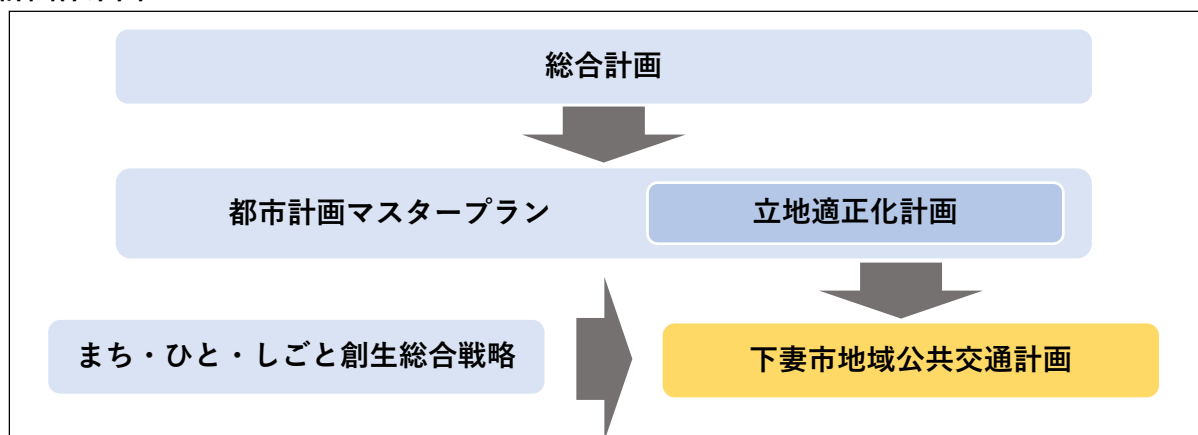 総合計画
都市計画マスタープラン
立地適正化計画
まち・ひと・しごと創生総合戦略
下妻市地域公共交通計画